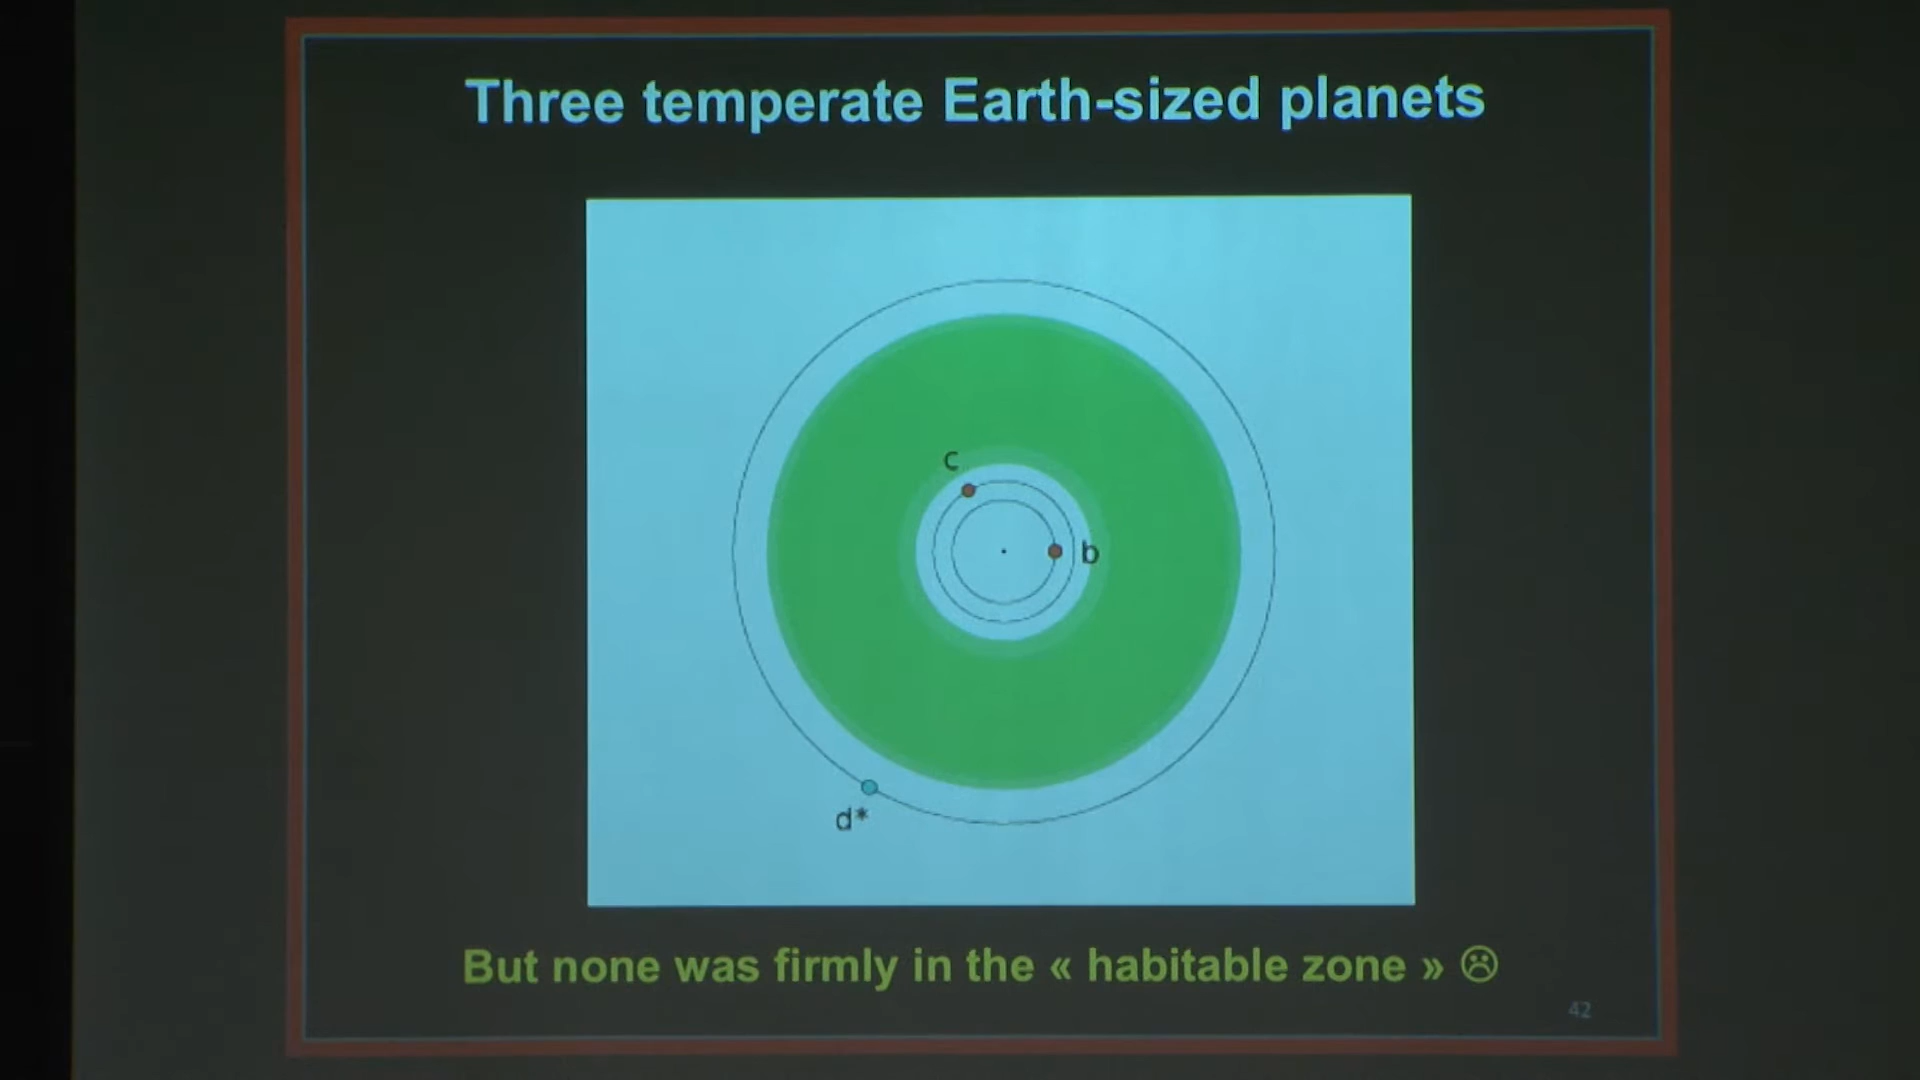 Three temperate Earth-sized planets
c
b
d*
But none was firmly in the « habitable zone » ☹
42